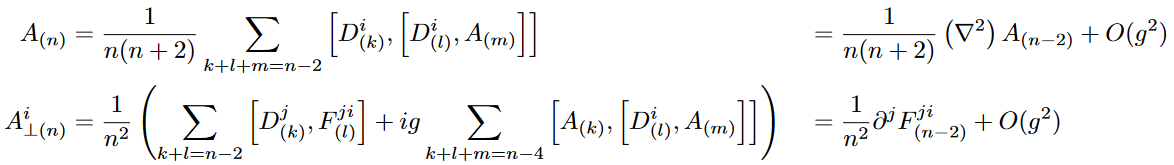 $A_{(n)} = \frac{1}{n(n+2)} \sum_{k+l+m=n-2} \left[ D^i_{(k)}, \left[ D^i_{(l)}, A_{(m)} \right] \right] \qquad = \frac{1}{n(n+2)} \left( \nabla^2 \right) A_{(n-2)} + O(g^2)$
$A^i_{\perp(n)} = \frac{1}{n^2} \left( \sum_{k+l=n-2} \left[ D^j_{(k)}, F^{ji}_{(l)} \right] + ig \sum_{k+l+m=n-4} \left[ A_{(k)}, \left[ D^i_{(l)}, A_{(m)} \right] \right] \right) \qquad = \frac{1}{n^2} \partial^j F^{ji}_{(n-2)} + O(g^2)$